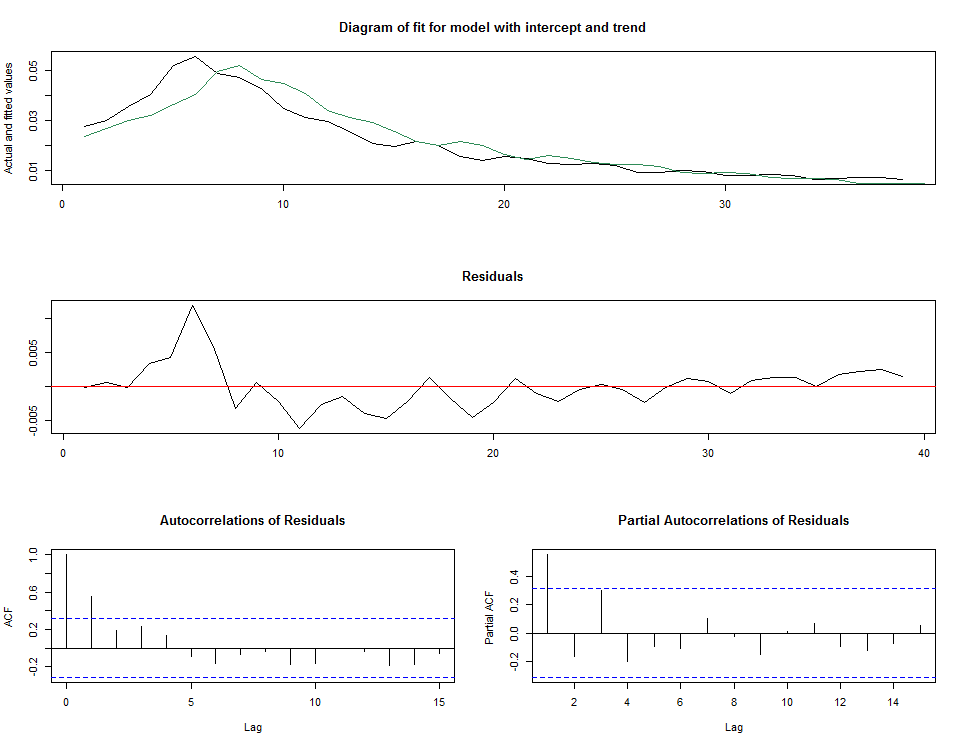 Diagram of fit for model with intercept and trend
Actual and fitted values
0.05
0.03
0.01
0 10 20 30
Residuals
0.005
-0.005
0 10 20 30 40
Autocorrelations of Residuals
ACF
1.0
0.6
0.2
-0.2
0 5 10 15
Lag
Partial Autocorrelations of Residuals
Partial ACF
0.4
0.2
0.0
-0.2
2 4 6 8 10 12 14
Lag